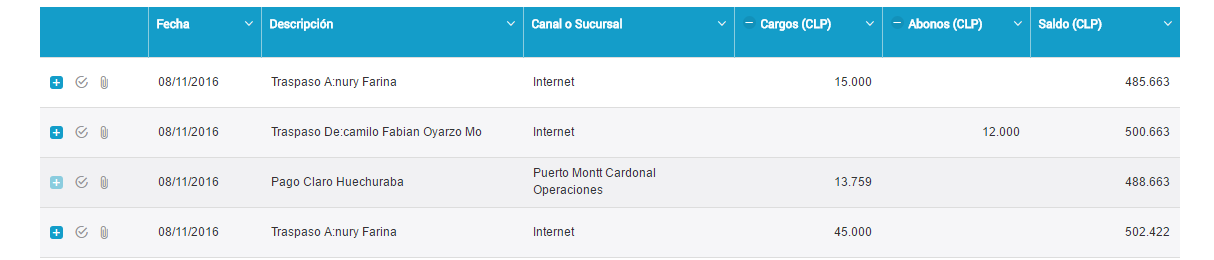 Fecha Descripción Canal o Sucursal Cargos (CLP) Abonos (CLP) Saldo (CLP)
08/11/2016 Traspaso A:nury Farina Internet 15.000 485.663
08/11/2016 Traspaso De:camilo Fabian Oyarzo Mo Internet 12.000 500.663
08/11/2016 Pago Claro Huechuraba Puerto Montt Cardonal 13.759 488.663
Operaciones
08/11/2016 Traspaso A:nury Farina Internet 45.000 502.422